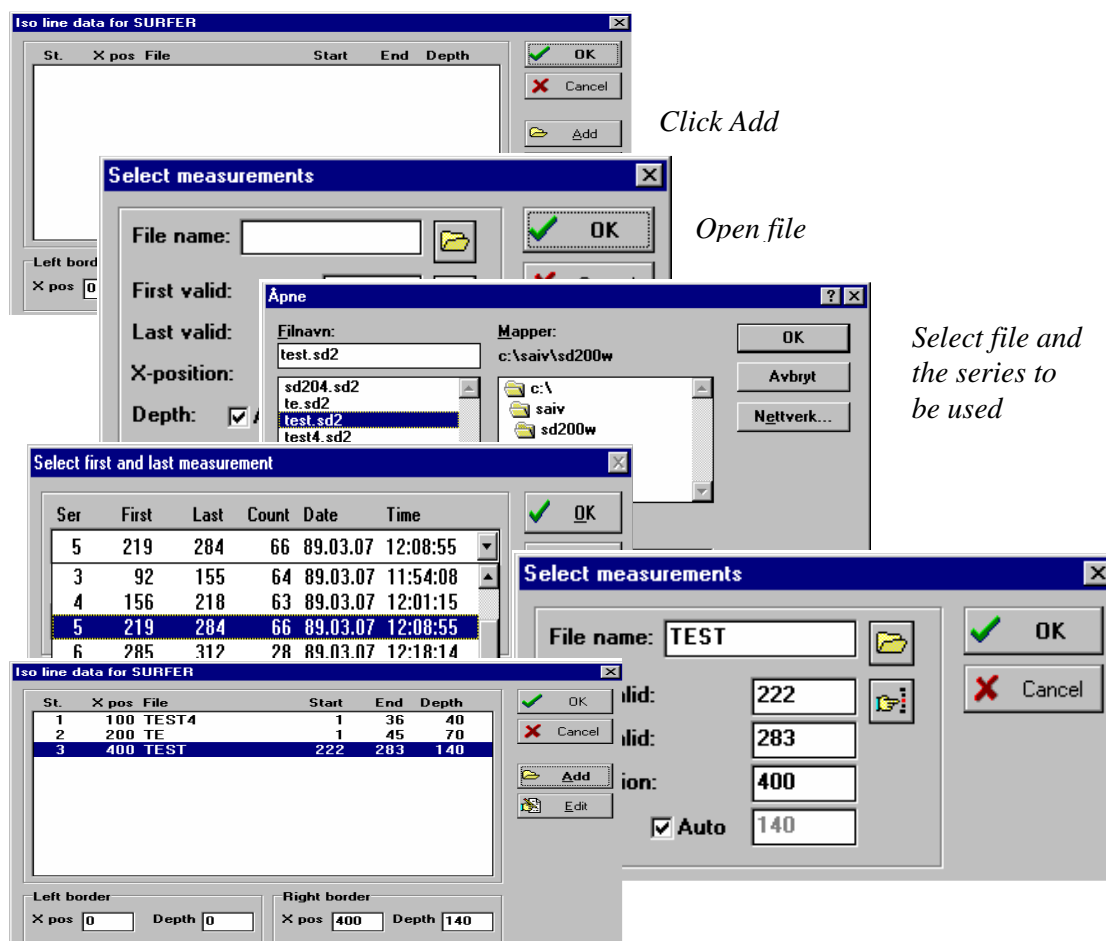 Iso line data for SURFER
St. X pos File Start End Depth
OK
Cancel
Add
Click Add
Select measurements
File name:
OK
Open file
First valid:
Last valid:
X-position:
Depth:
X pos 0
Åpne
Filnavn:
test.sd2
sd204.sd2
te.sd2
test.sd2
test4.sd2
Mapper:
c:\saiv\sd200w
c:\
saiv
sd200w
OK
Avbryt
Nettverk...
Select file and
the series to
be used
Select first and last measurement
Ser First Last Count Date Time
5 219 284 66 89.03.07 12:08:55
3 92 155 64 89.03.07 11:54:08
4 156 218 63 89.03.07 12:01:15
5 219 284 66 89.03.07 12:08:55
6 285 312 28 89.03.07 12:18:14
OK
Select measurements
File name: TEST
OK
Cancel
lid: 222
lid: 283
ion: 400
Auto 140
Iso line data for SURFER
St. X pos File Start End Depth
1 100 TEST4 1 36 40
2 200 TE 1 45 70
3 400 TEST 222 283 140
OK
Cancel
Add
Edit
Left border
X pos 0 Depth 0
Right border
X pos 400 Depth 140